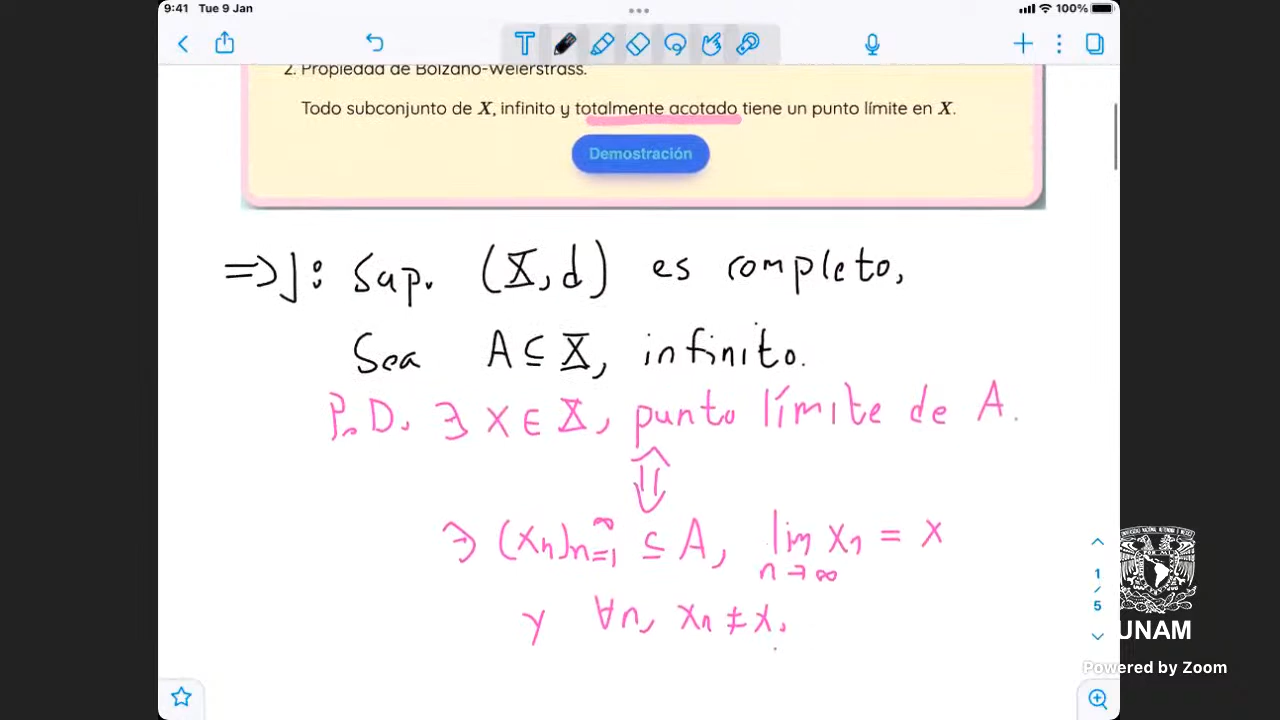 9:41 Tue 9 Jan
100%
2. Propiedad de Bolzano-Weierstrass.
Todo subconjunto de X, infinito y totalmente acotado tiene un punto límite en X.
Demostración
⇒]: Sup. (X, d) es completo,
Sea A ⊆ X, infinito.
P.D. ∃ x ∈ X, punto límite de A.
⇕
∃ (xn)n=1^∞ ⊆ A, lim n→∞ xn = x
y ∀n, xn ≠ x.
1
/
5
UNAM
Powered by Zoom